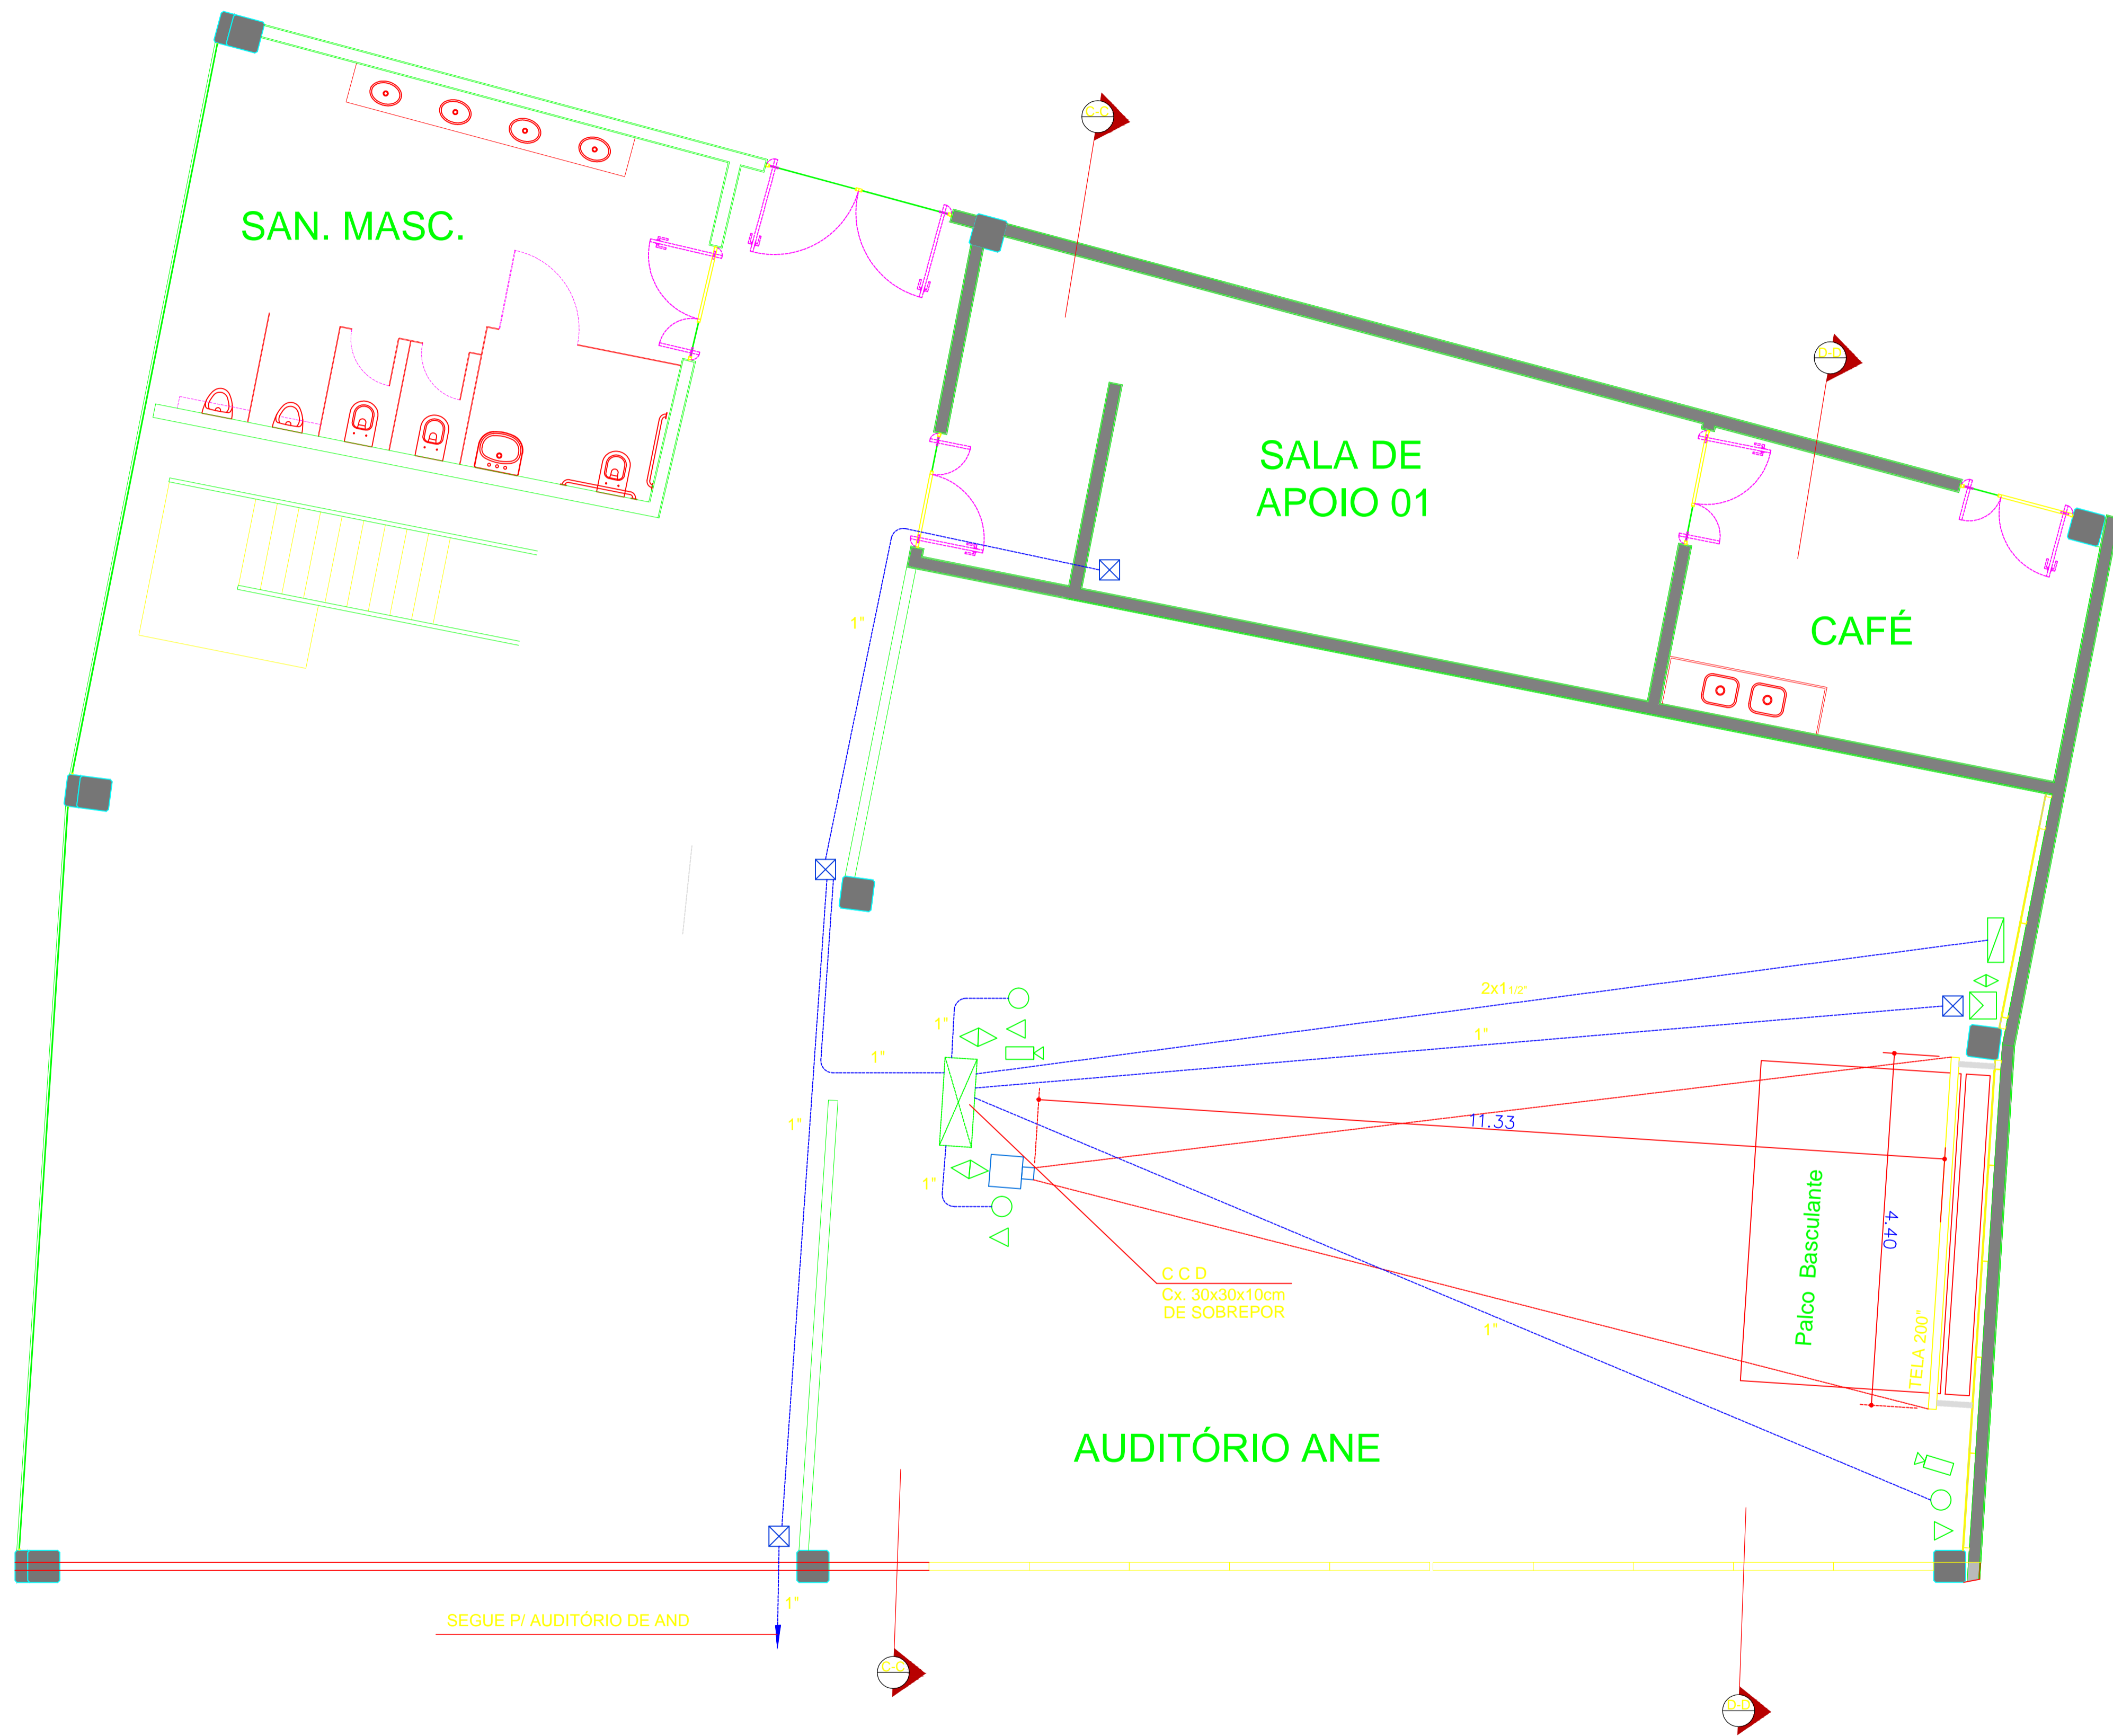 C-C
SAN. MASC.
D-D
SALA DE
APOIO 01
1"
CAFÉ
2x1 1/2"
1"
1"
1"
1"
11.33
1"
4.40
Palco Basculante
C C D
Cx. 30x30x10cm
DE SOBREPOR
1"
TELA 200"
AUDITÓRIO ANE
1"
SEGUE P/ AUDITÓRIO DE AND
C-C
D-D